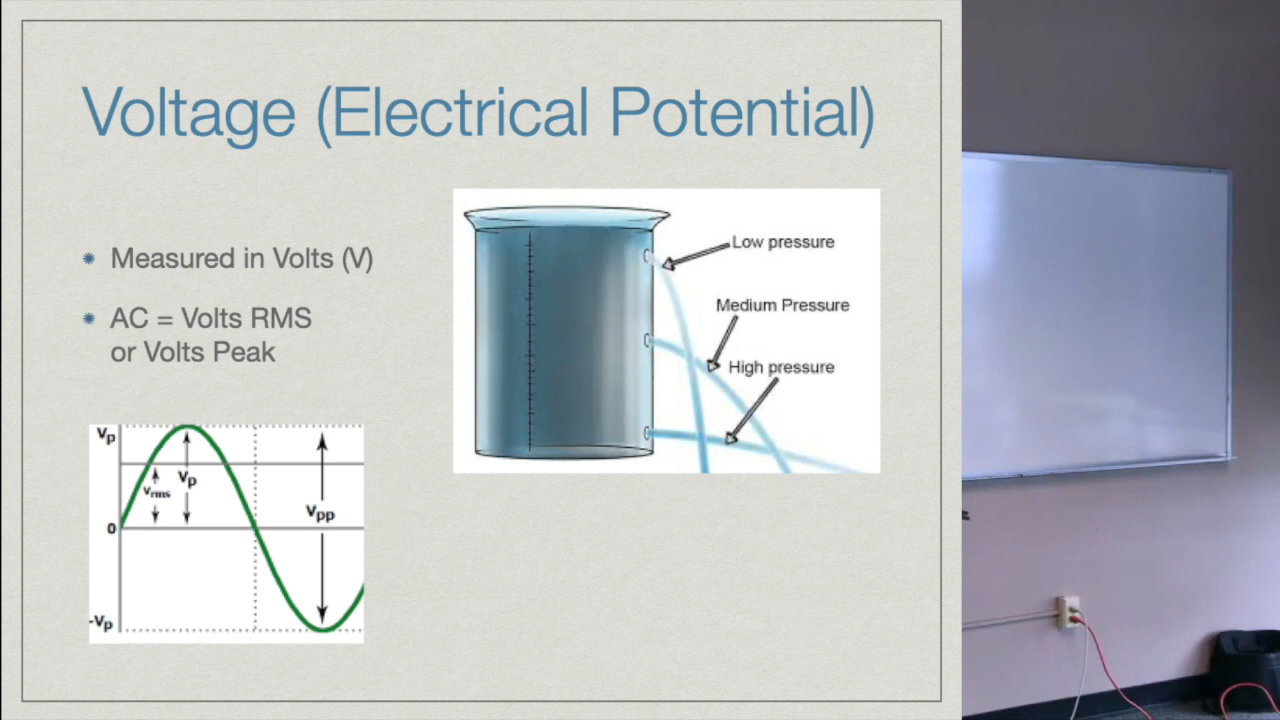 Voltage (Electrical Potential)
Measured in Volts (V)
AC = Volts RMS
or Volts Peak
Low pressure
Medium Pressure
High pressure
Vp
Vrms
Vp
Vpp
0
-Vp